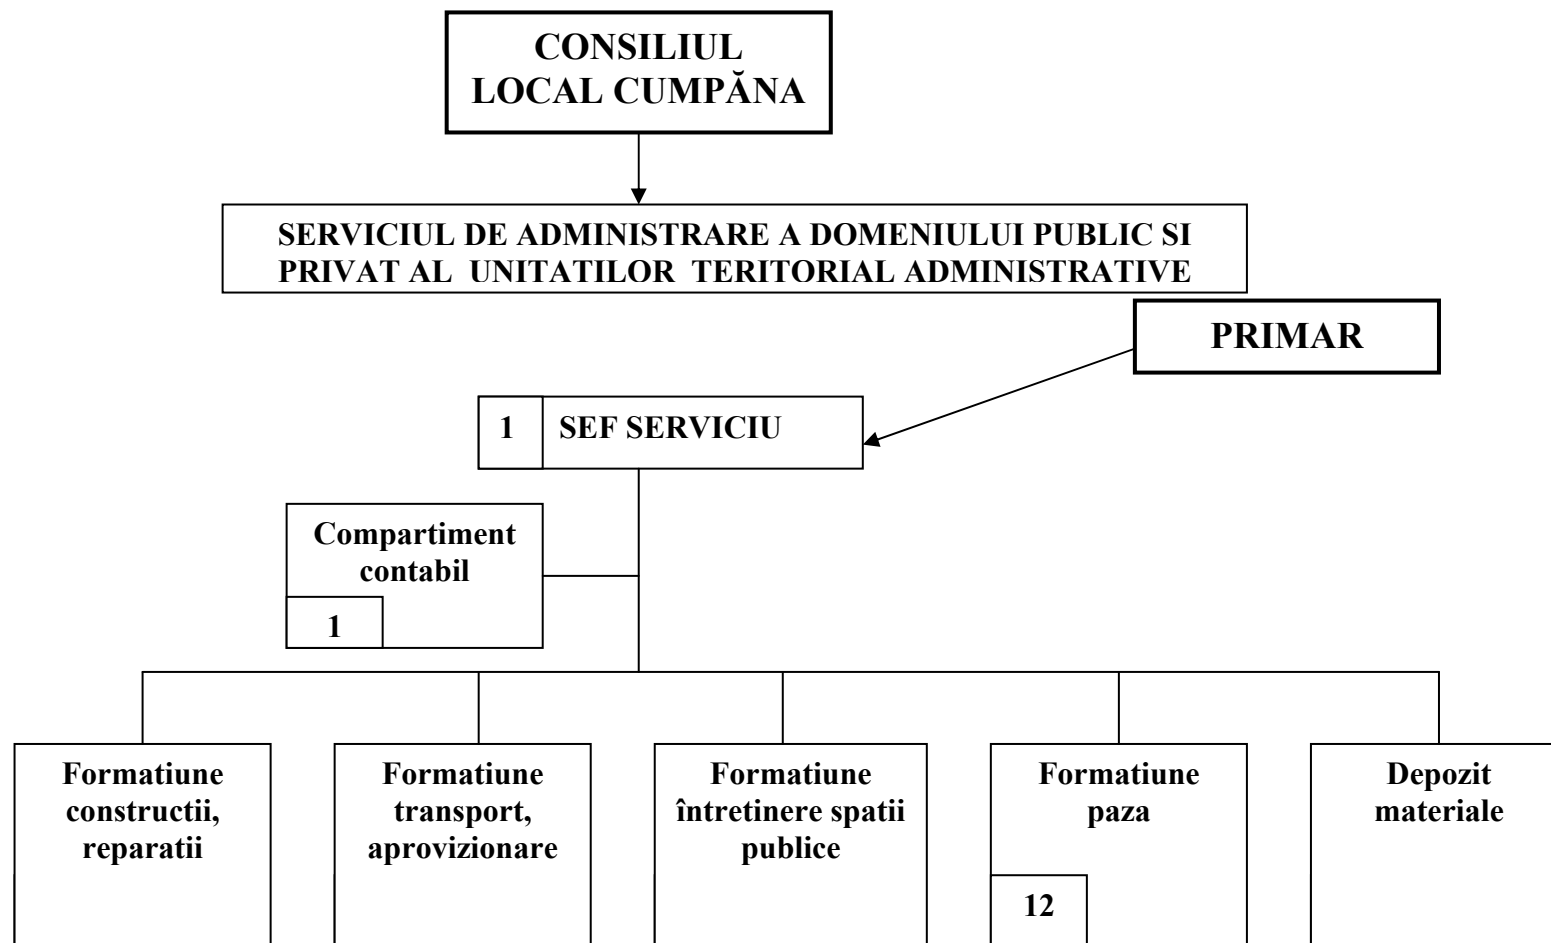 CONSILIUL
LOCAL CUMPĂNA
SERVICIUL DE ADMINISTRARE A DOMENIULUI PUBLIC SI
PRIVAT AL UNITATILOR TERITORIAL ADMINISTRATIVE
PRIMAR
1 SEF SERVICIU
Compartiment
contabil
1
Formatiune
constructii,
reparatii
Formatiune
transport,
aprovizionare
Formatiune
întretinere spatii
publice
Formatiune
paza
12
Depozit
materiale